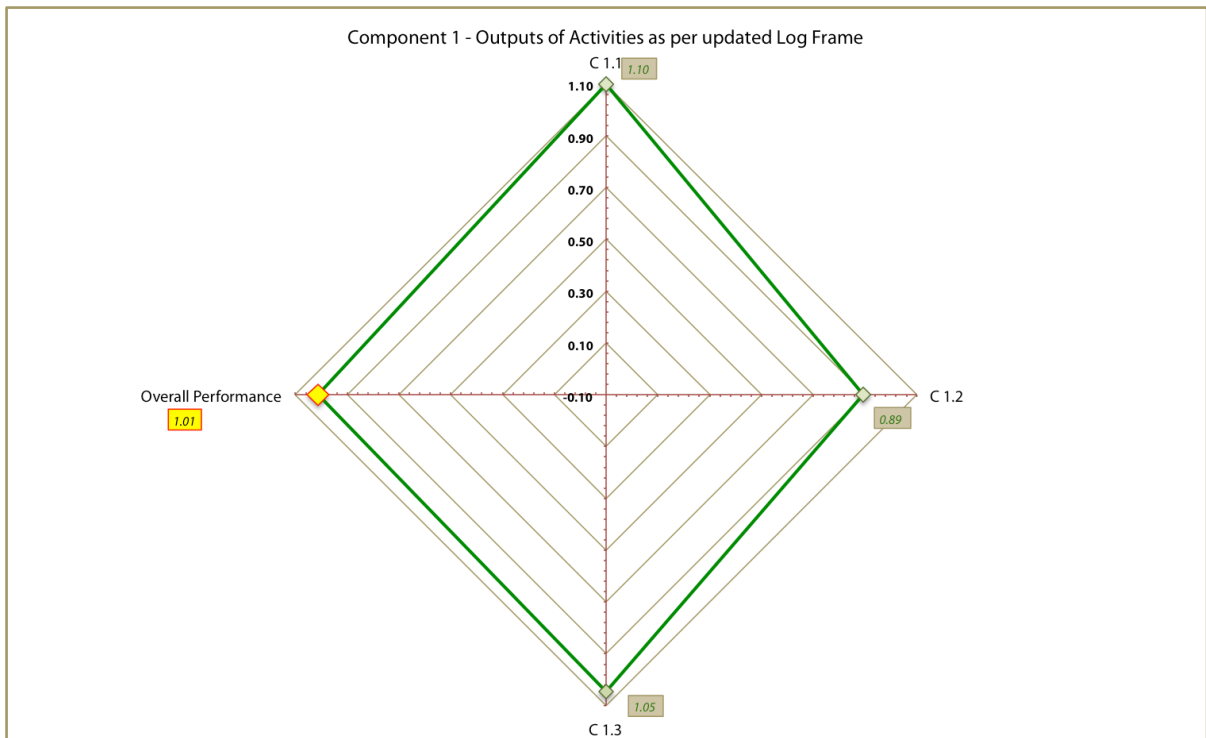 Component 1 - Outputs of Activities as per updated Log Frame
C 1.1
1.10
1.10
0.90
0.70
0.50
0.30
0.10
-0.10
Overall Performance
1.01
C 1.2
0.89
1.05
C 1.3